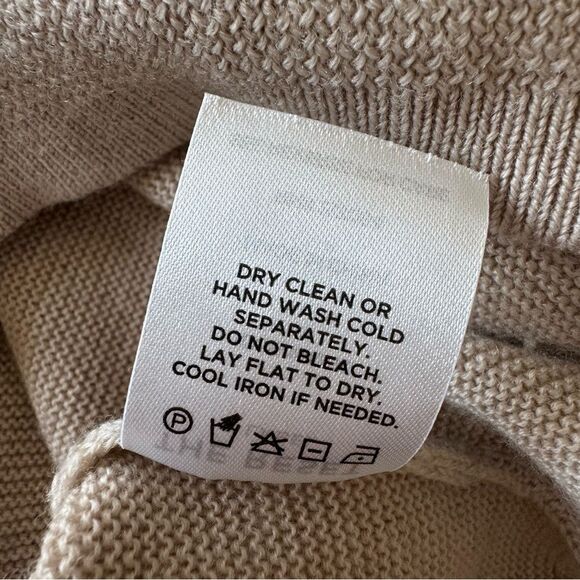 DRY CLEAN OR
HAND WASH COLD
SEPARATELY.
DO NOT BLEACH.
LAY FLAT TO DRY.
COOL IRON IF NEEDED.
P